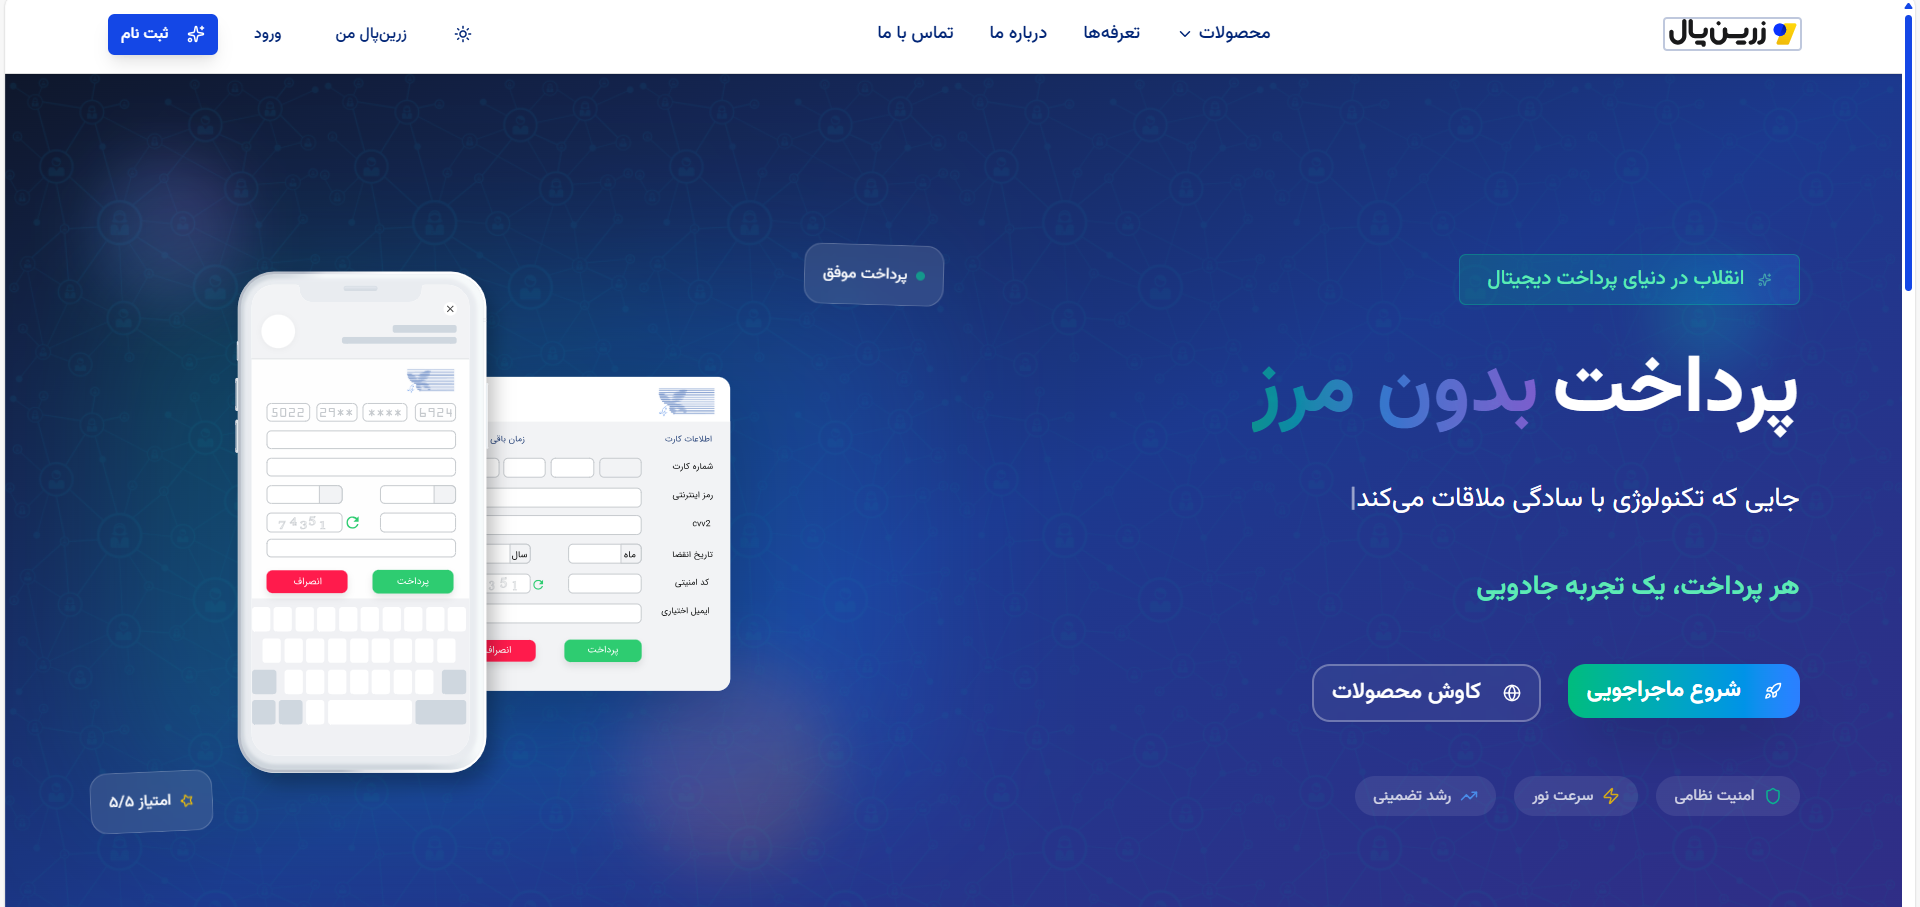 زرین‌پال
محصولات
تعرفه‌ها
درباره ما
تماس با ما
زرین‌پال من
ورود
ثبت نام
انقلاب در دنیای پرداخت دیجیتال
پرداخت بدون مرز
جایی که تکنولوژی با سادگی ملاقات می‌کند
هر پرداخت، یک تجربه جادویی
شروع ماجراجویی
کاوش محصولات
امنیت نظامی
سرعت نور
رشد تضمینی
پرداخت موفق
اطلاعات کارت
زمان باقی
شماره کارت
رمز اینترنتی
cvv2
تاریخ انقضا
ماه
سال
کد امنیتی
351
ایمیل اختیاری
پرداخت
انصراف
5022 29** **** 6924
74351
پرداخت
انصراف
امتیاز ۵/۵